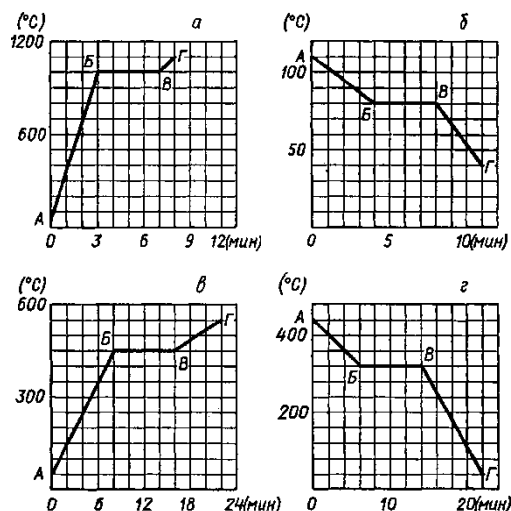 (°C) а
1200
600
А Б В Г
0 3 6 9 12(мин)
(°C) б
100
50
А Б В Г
0 5 10(мин)
(°C) в
600
300
А Б В Г
0 6 12 18 24(мин)
(°C) г
400
200
А Б В Г
0 10 20(мин)